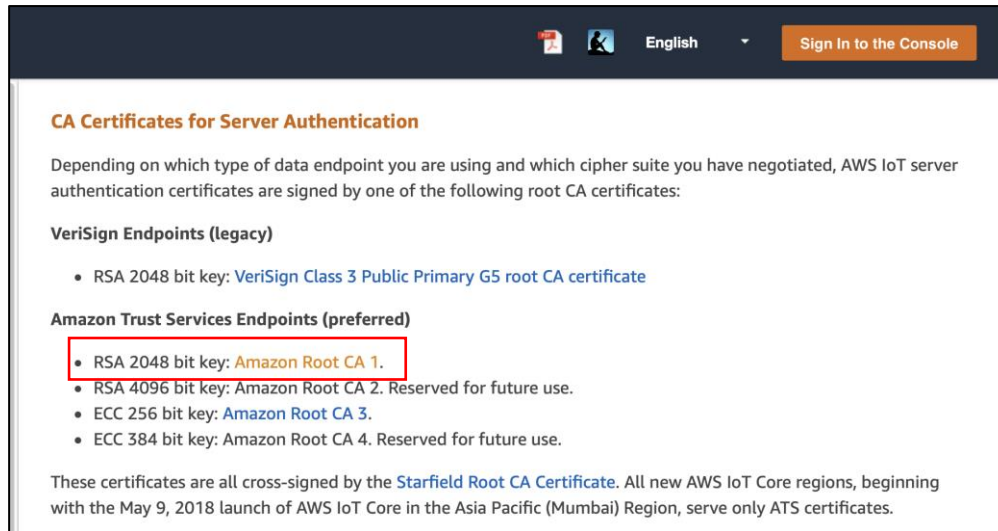 PDF
English
Sign In to the Console
CA Certificates for Server Authentication
Depending on which type of data endpoint you are using and which cipher suite you have negotiated, AWS IoT server
authentication certificates are signed by one of the following root CA certificates:
VeriSign Endpoints (legacy)
• RSA 2048 bit key: VeriSign Class 3 Public Primary G5 root CA certificate
Amazon Trust Services Endpoints (preferred)
• RSA 2048 bit key: Amazon Root CA 1.
• RSA 4096 bit key: Amazon Root CA 2. Reserved for future use.
• ECC 256 bit key: Amazon Root CA 3.
• ECC 384 bit key: Amazon Root CA 4. Reserved for future use.
These certificates are all cross-signed by the Starfield Root CA Certificate. All new AWS IoT Core regions, beginning
with the May 9, 2018 launch of AWS IoT Core in the Asia Pacific (Mumbai) Region, serve only ATS certificates.